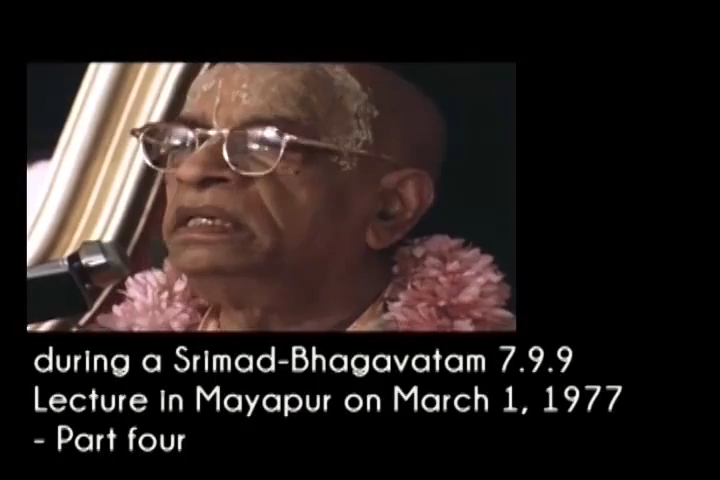 during a Srimad-Bhagavatam 7.9.9
Lecture in Mayapur on March 1, 1977
- Part four